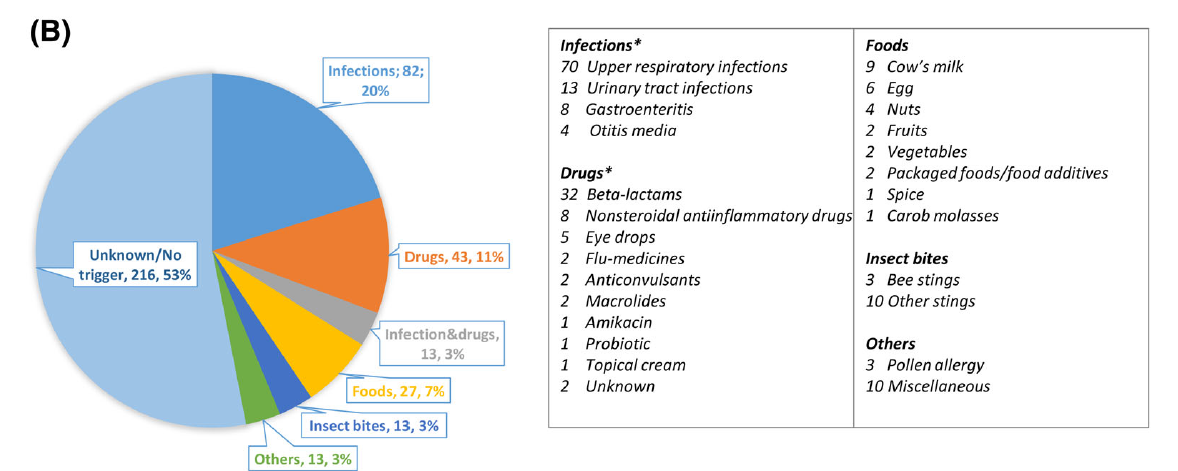 (B)
Infections; 82;
20%
Drugs, 43, 11%
Infection&drugs,
13, 3%
Foods, 27, 7%
Insect bites, 13, 3%
Others, 13, 3%
Unknown/No
trigger, 216, 53%
Infections*
70 Upper respiratory infections
13 Urinary tract infections
8 Gastroenteritis
4 Otitis media
Drugs*
32 Beta-lactams
8 Nonsteroidal antiinflammatory drugs
5 Eye drops
2 Flu-medicines
2 Anticonvulsants
2 Macrolides
1 Amikacin
1 Probiotic
1 Topical cream
2 Unknown
Foods
9 Cow's milk
6 Egg
4 Nuts
2 Fruits
2 Vegetables
2 Packaged foods/food additives
1 Spice
1 Carob molasses
Insect bites
3 Bee stings
10 Other stings
Others
3 Pollen allergy
10 Miscellaneous